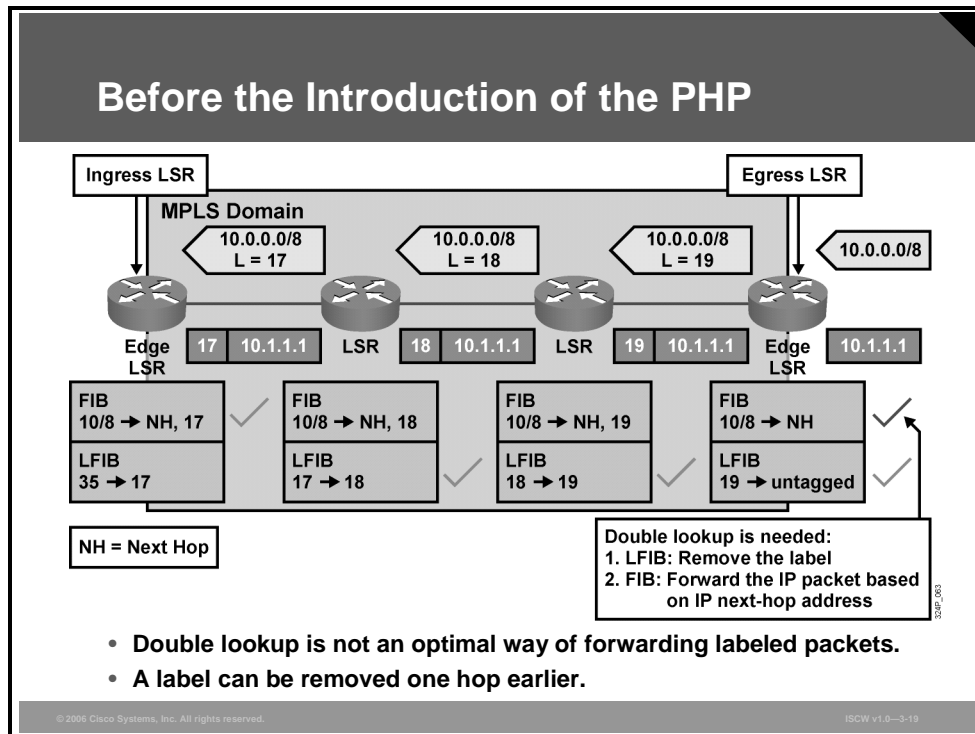 Before the Introduction of the PHP
Ingress LSR
Egress LSR
MPLS Domain
10.0.0.0/8
L = 17
10.0.0.0/8
L = 18
10.0.0.0/8
L = 19
10.0.0.0/8
Edge
LSR
17 10.1.1.1
LSR
18 10.1.1.1
LSR
19 10.1.1.1
Edge
LSR
10.1.1.1
FIB
10/8 → NH, 17
LFIB
35 → 17
FIB
10/8 → NH, 18
LFIB
17 → 18
FIB
10/8 → NH, 19
LFIB
18 → 19
FIB
10/8 → NH
LFIB
19 → untagged
NH = Next Hop
Double lookup is needed:
1. LFIB: Remove the label
2. FIB: Forward the IP packet based
on IP next-hop address
324P_063
• Double lookup is not an optimal way of forwarding labeled packets.
• A label can be removed one hop earlier.
© 2006 Cisco Systems, Inc. All rights reserved.
ISCW v1.0—3-19